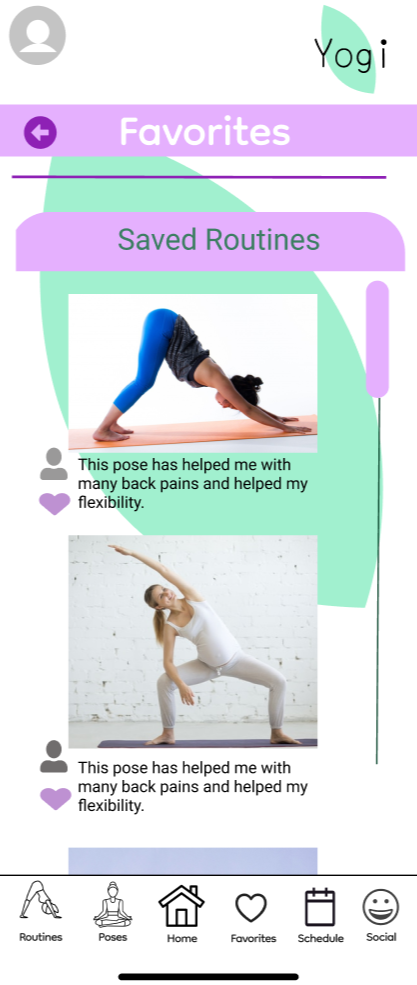 Yogi
Favorites
Saved Routines
This pose has helped me with
many back pains and helped my
flexibility.
This pose has helped me with
many back pains and helped my
flexibility.
Routines
Poses
Home
Favorites
Schedule
Social